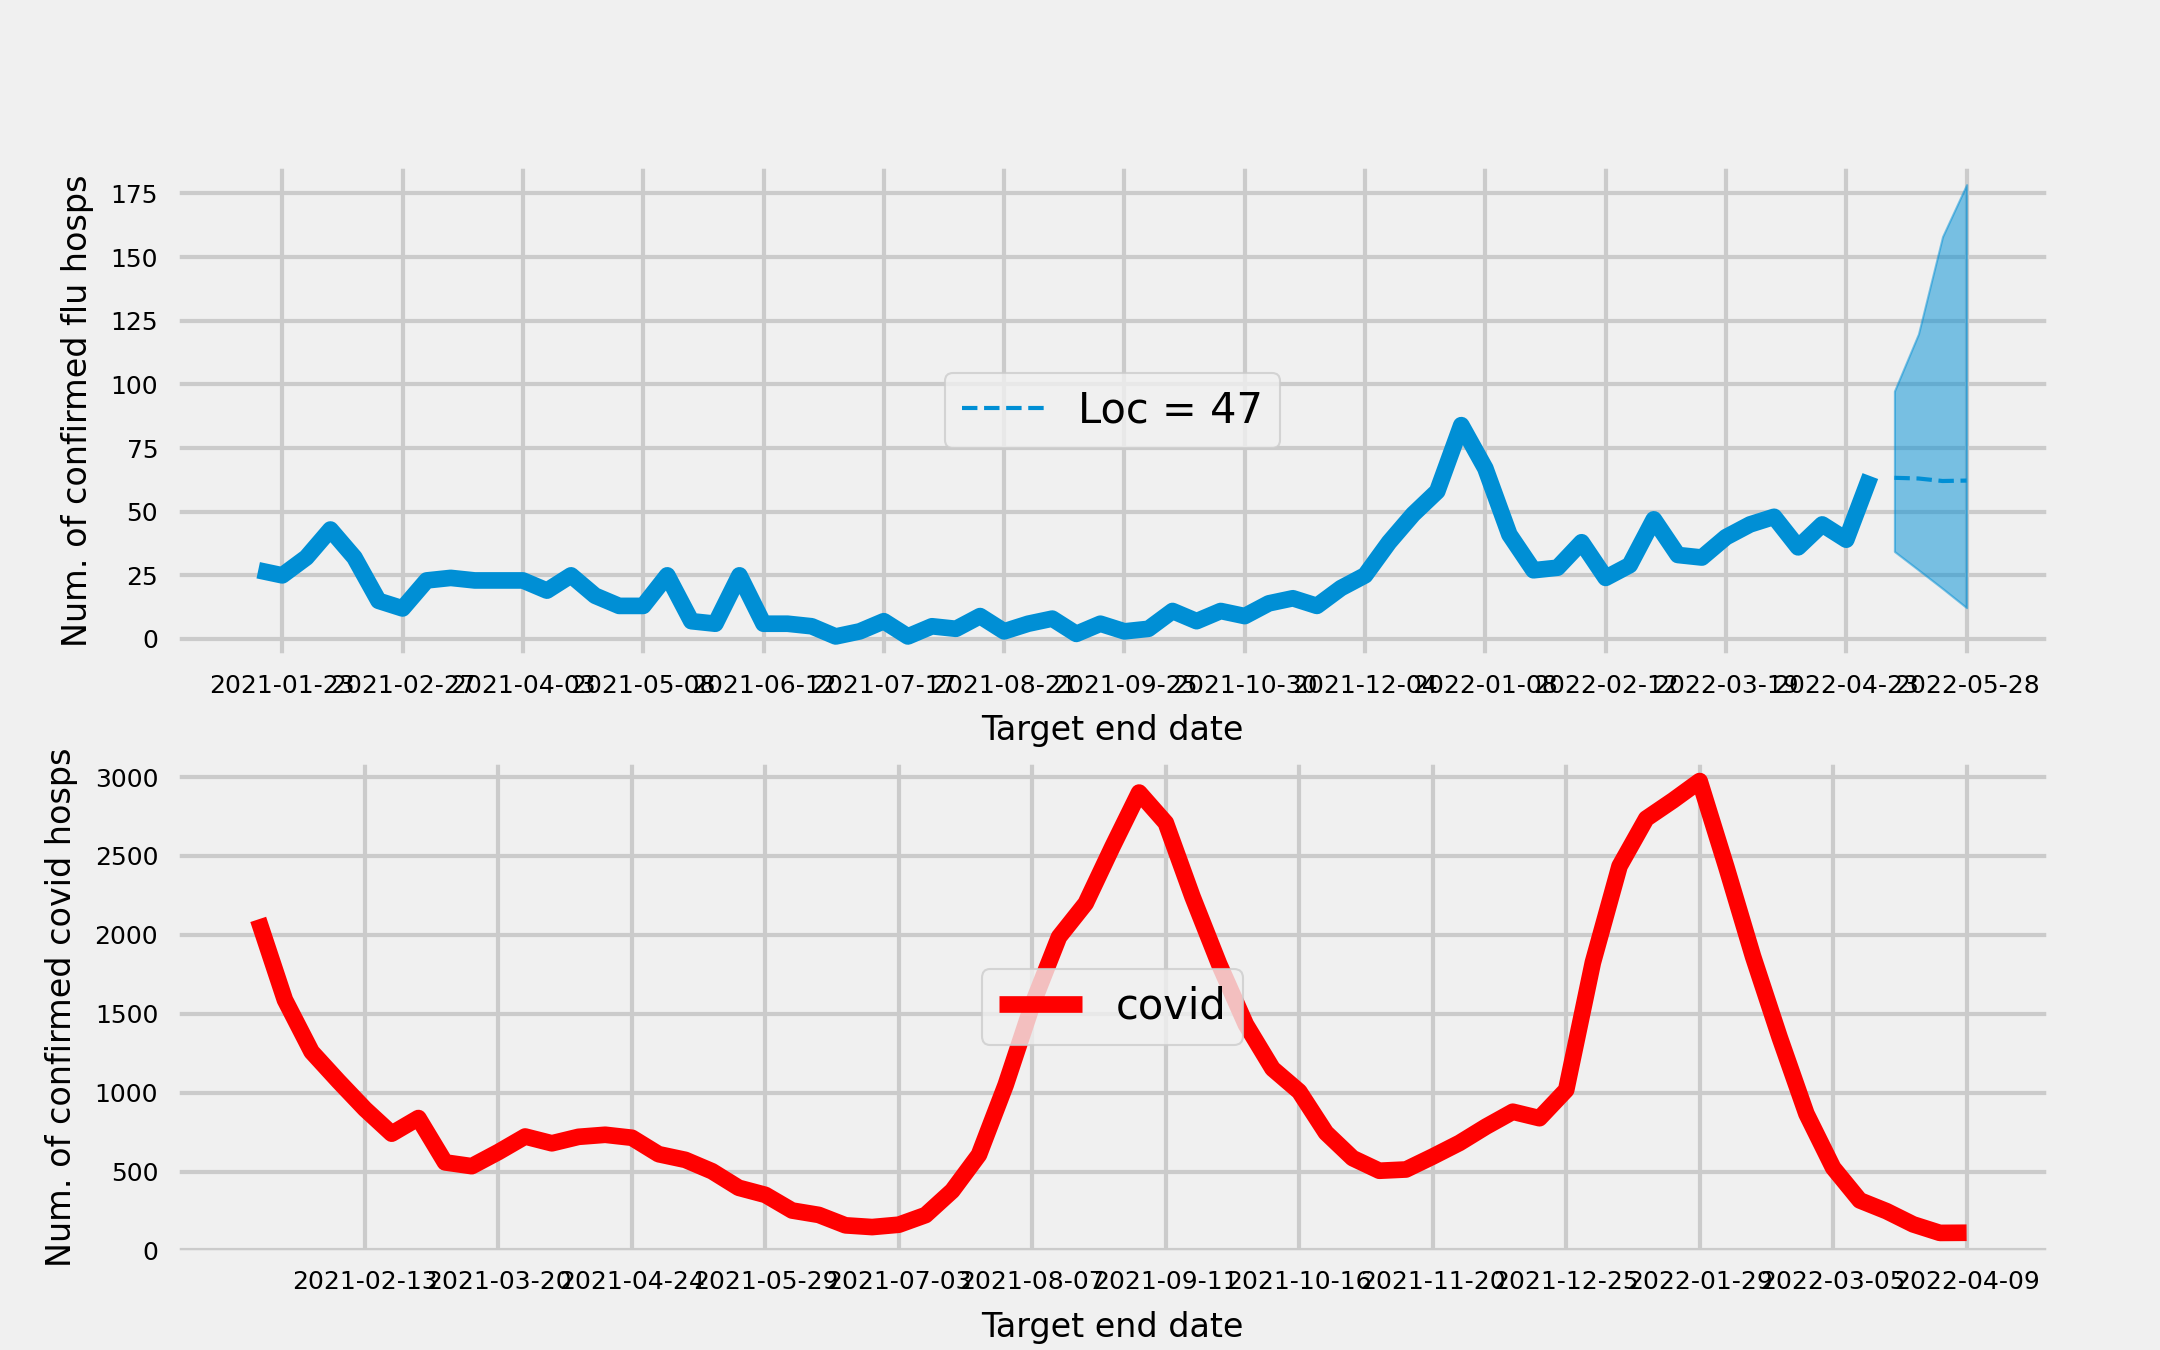 Num. of confirmed flu hosps
175
150
125
100
75
50
25
0
Loc = 47
2021-01-23 2021-02-27 2021-04-03 2021-05-08 2021-06-12 2021-07-17 2021-08-21 2021-09-25 2021-10-30 2021-12-04 2022-01-08 2022-02-12 2022-03-19 2022-04-23 2022-05-28
Target end date
Num. of confirmed covid hosps
3000
2500
2000
1500
1000
500
0
covid
2021-02-13 2021-03-20 2021-04-24 2021-05-29 2021-07-03 2021-08-07 2021-09-11 2021-10-16 2021-11-20 2021-12-25 2022-01-29 2022-03-05 2022-04-09
Target end date